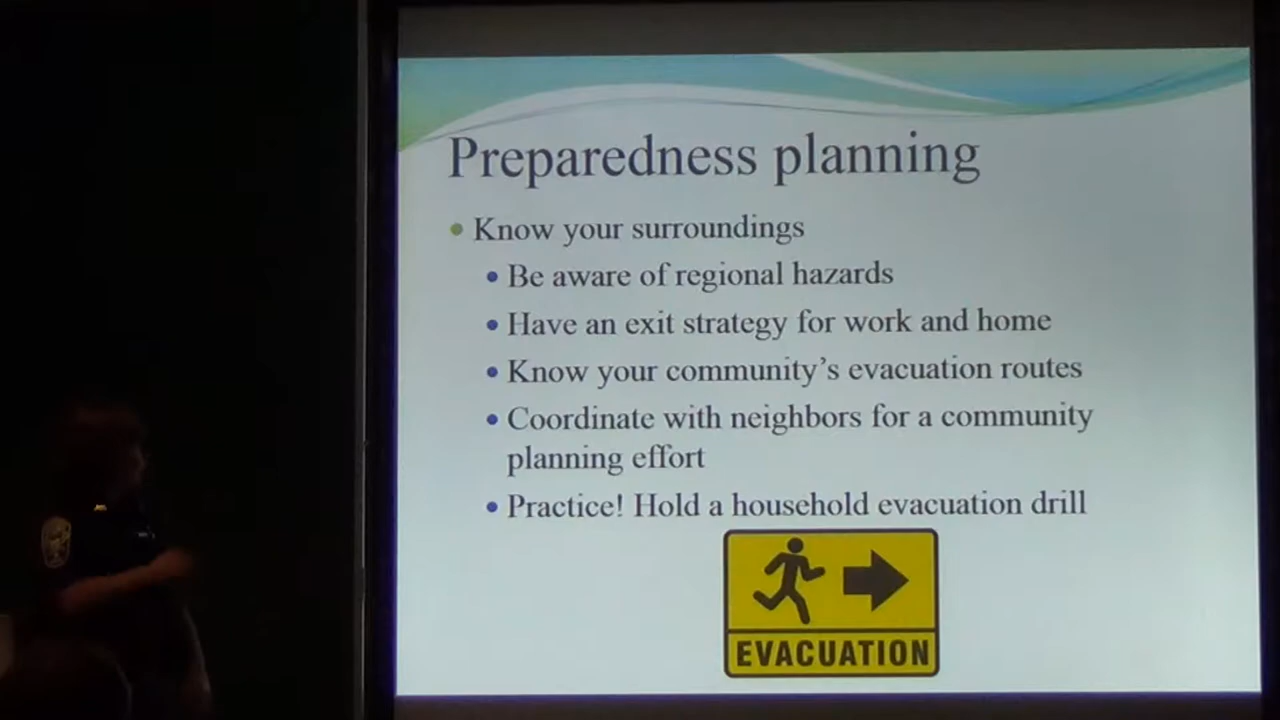 Preparedness planning
• Know your surroundings
• Be aware of regional hazards
• Have an exit strategy for work and home
• Know your community’s evacuation routes
• Coordinate with neighbors for a community
planning effort
• Practice! Hold a household evacuation drill
EVACUATION